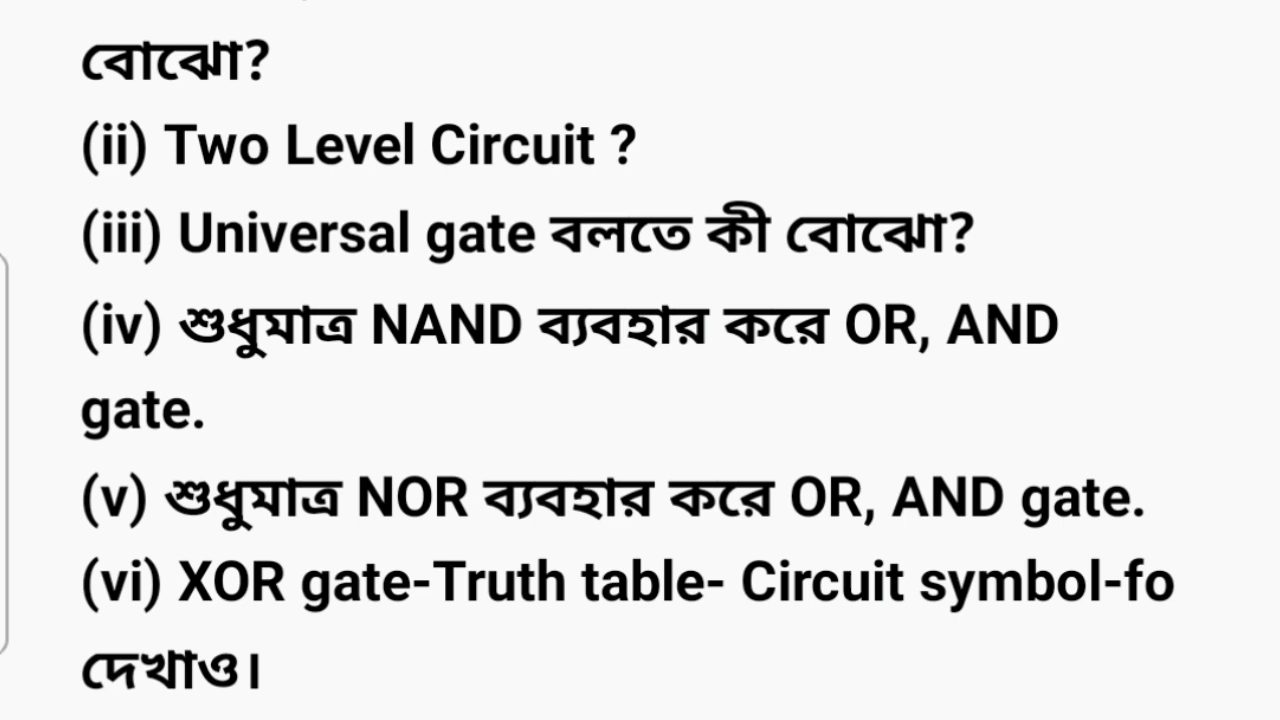 বোঝো?
(ii) Two Level Circuit ?
(iii) Universal gate বলতে কী বোঝো?
(iv) শুধুমাত্র NAND ব্যবহার করে OR, AND
gate.
(v) শুধুমাত্র NOR ব্যবহার করে OR, AND gate.
(vi) XOR gate-Truth table- Circuit symbol-fo
দেখাও।